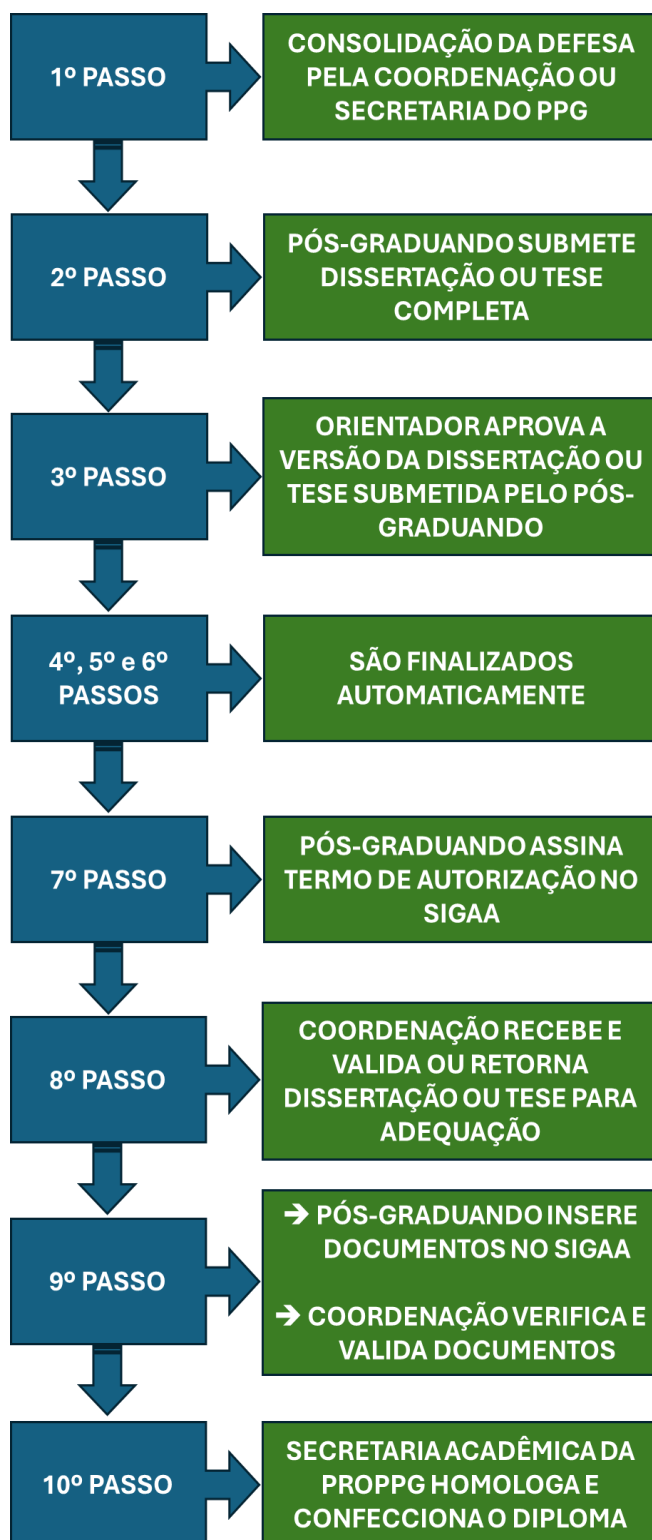 1º PASSO
CONSOLIDAÇÃO DA DEFESA
PELA COORDENAÇÃO OU
SECRETARIA DO PPG
2º PASSO
PÓS-GRADUANDO SUBMETE
DISSERTAÇÃO OU TESE
COMPLETA
3º PASSO
ORIENTADOR APROVA A
VERSÃO DA DISSERTAÇÃO OU
TESE SUBMETIDA PELO PÓS-
GRADUANDO
4º, 5º e 6º
PASSOS
SÃO FINALIZADOS
AUTOMATICAMENTE
7º PASSO
PÓS-GRADUANDO ASSINA
TERMO DE AUTORIZAÇÃO NO
SIGAA
8º PASSO
COORDENAÇÃO RECEBE E
VALIDA OU RETORNA
DISSERTAÇÃO OU TESE PARA
ADEQUAÇÃO
9º PASSO
➔ PÓS-GRADUANDO INSERE
DOCUMENTOS NO SIGAA
➔ COORDENAÇÃO VERIFICA E
VALIDA DOCUMENTOS
10º PASSO
SECRETARIA ACADÊMICA DA
PROPPG HOMOLOGA E
CONFECCIONA O DIPLOMA